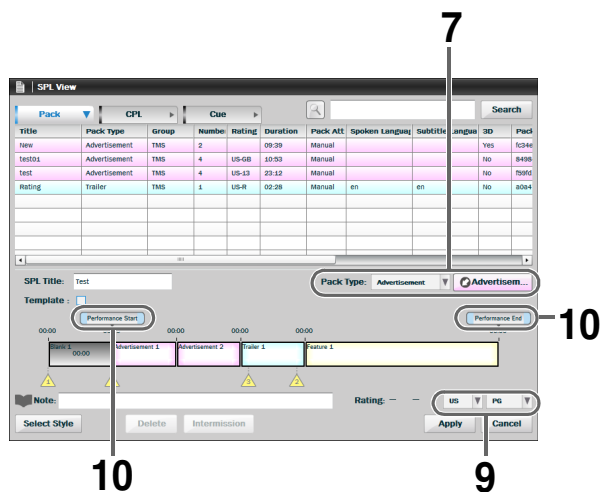 7
SPL View
Pack CPL Cue Search
Title Pack Type Group Numbe Rating Duration Pack Att Spoken Languag Subtitle Langua 3D Pack
New Advertisement TMS 2 09:39 Manual Yes fc34e
test01 Advertisement TMS 4 US-GB 10:53 Manual No 8498
test Advertisement TMS 4 US-13 23:12 Manual No f59fd
Rating Trailer TMS 1 US-R 02:28 Manual en en No a0a4
SPL Title: Test Pack Type: Advertisement Advertisem...
Template :
Performance Start Performance End 10
00:00 00:00 00:00 00:00
Blank 1 Advertisement 1 Advertisement 2 Trailer 1 Feature 1
00:00
1 3 2
Note: Rating: – – US PG
Select Style Delete Intermission Apply Cancel
10 9